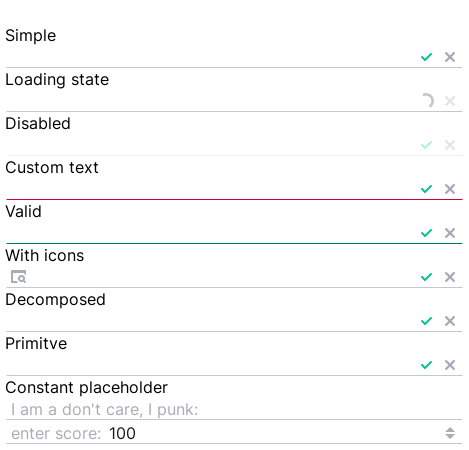 Simple
Loading state
Disabled
Custom text
Valid
With icons
Decomposed
Primitve
Constant placeholder
I am a don't care, I punk:
enter score: 100